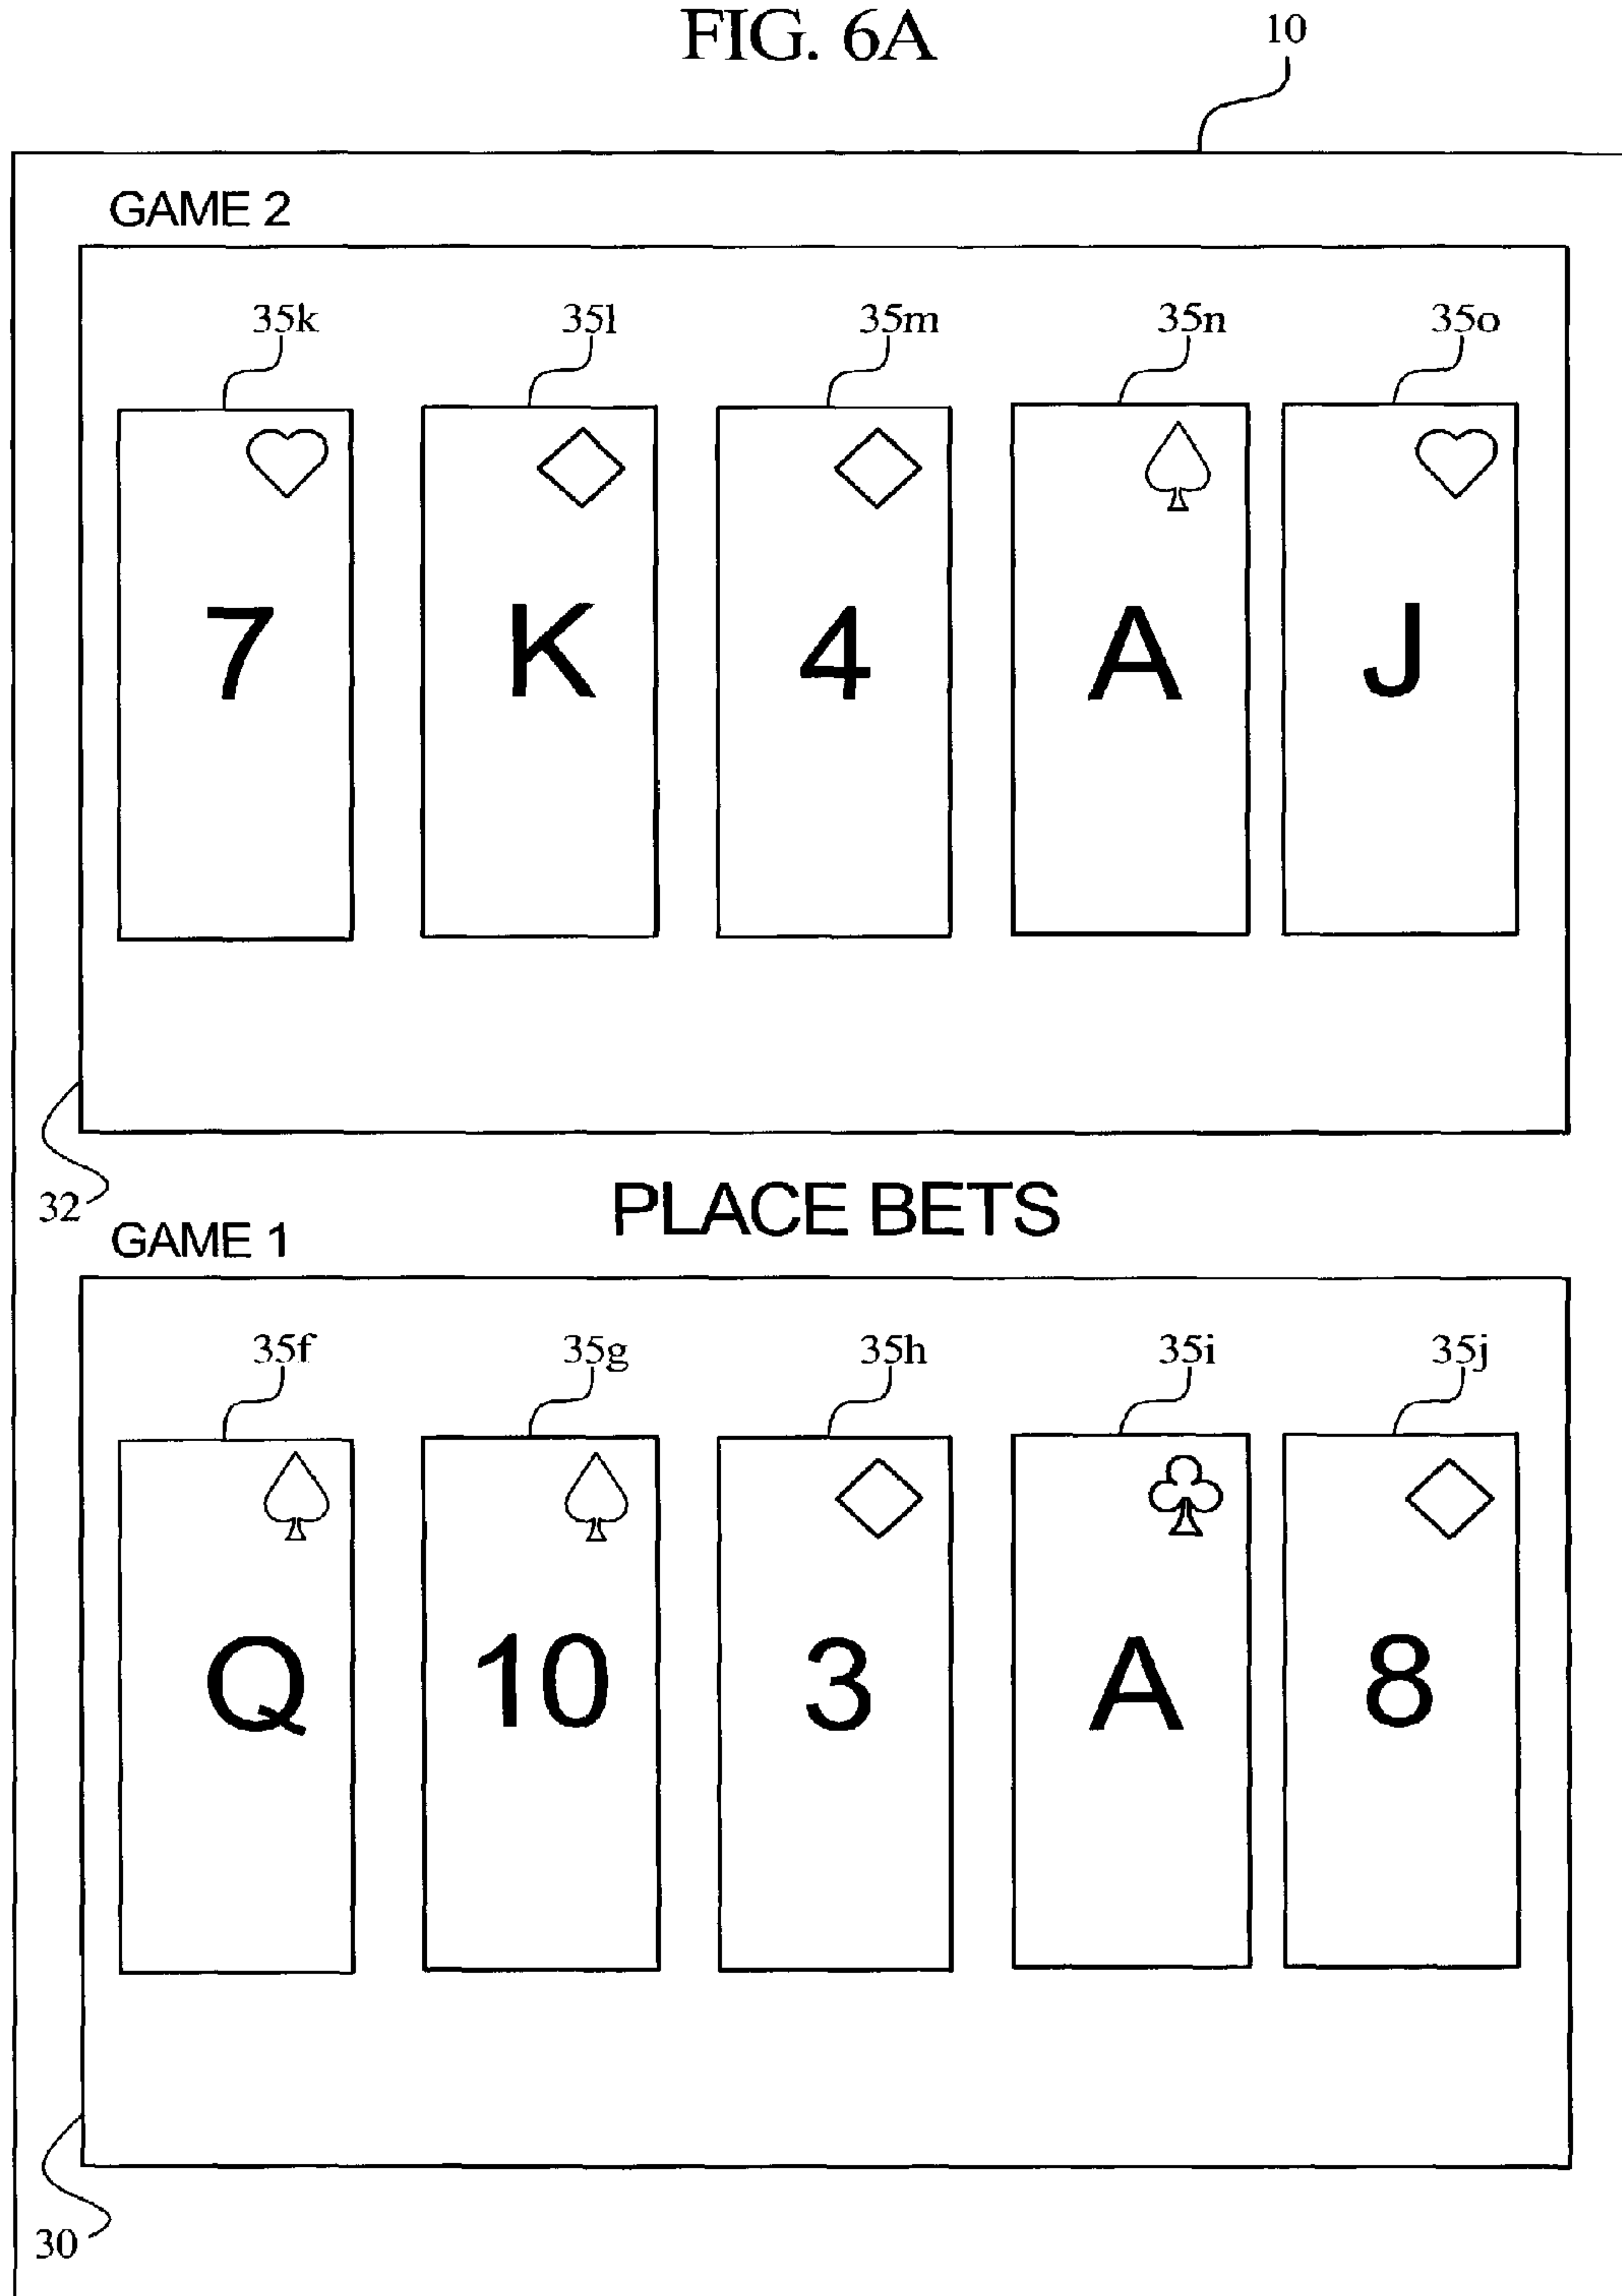 FIG. 6A
10
GAME 2
35k 35l 35m 35n 35o
7 K 4 A J
32
PLACE BETS
GAME 1
35f 35g 35h 35i 35j
Q 10 3 A 8
30